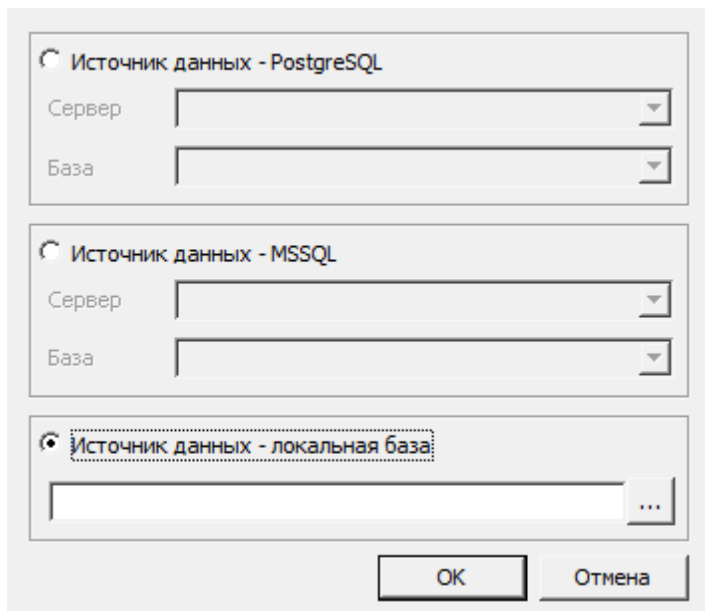 Источник данных - PostgreSQL
Сервер
База
Источник данных - MSSQL
Сервер
База
Источник данных - локальная база
...
OK Отмена